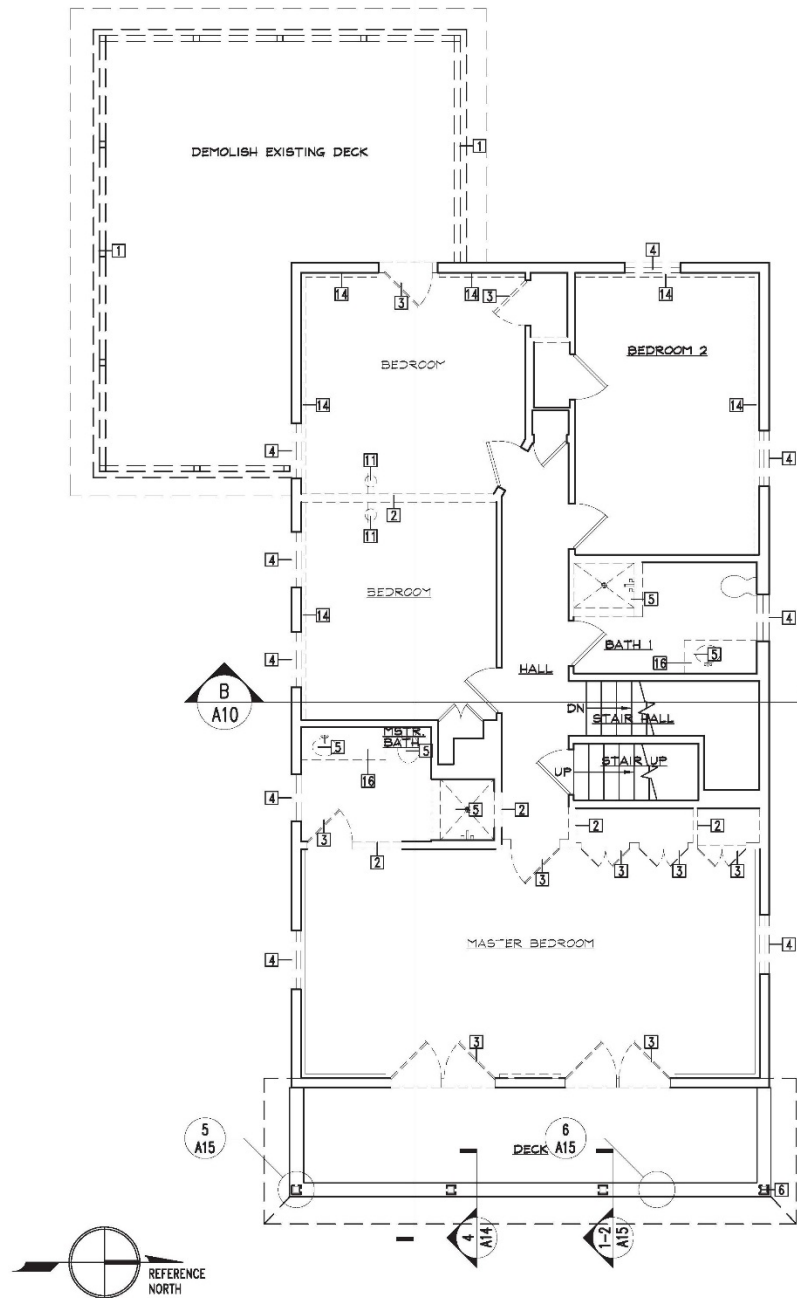 DEMOLISH EXISTING DECK
1
1
4
14
3
14
3
14
BEDROOM
BEDROOM 2
14
14
4
4
11
2
11
4
BEDROOM
5
14
4
BATH 1
5
16
4
HALL
B
A10
DN
STAIR HALL
MSTR.
BATH
5
5
16
UP
STAIR UP
4
5
2
2
2
3
2
3
3
3
3
MASTER BEDROOM
4
4
3
3
5
A15
DECK
6
A15
6
4
A14
1-2
A15
REFERENCE
NORTH